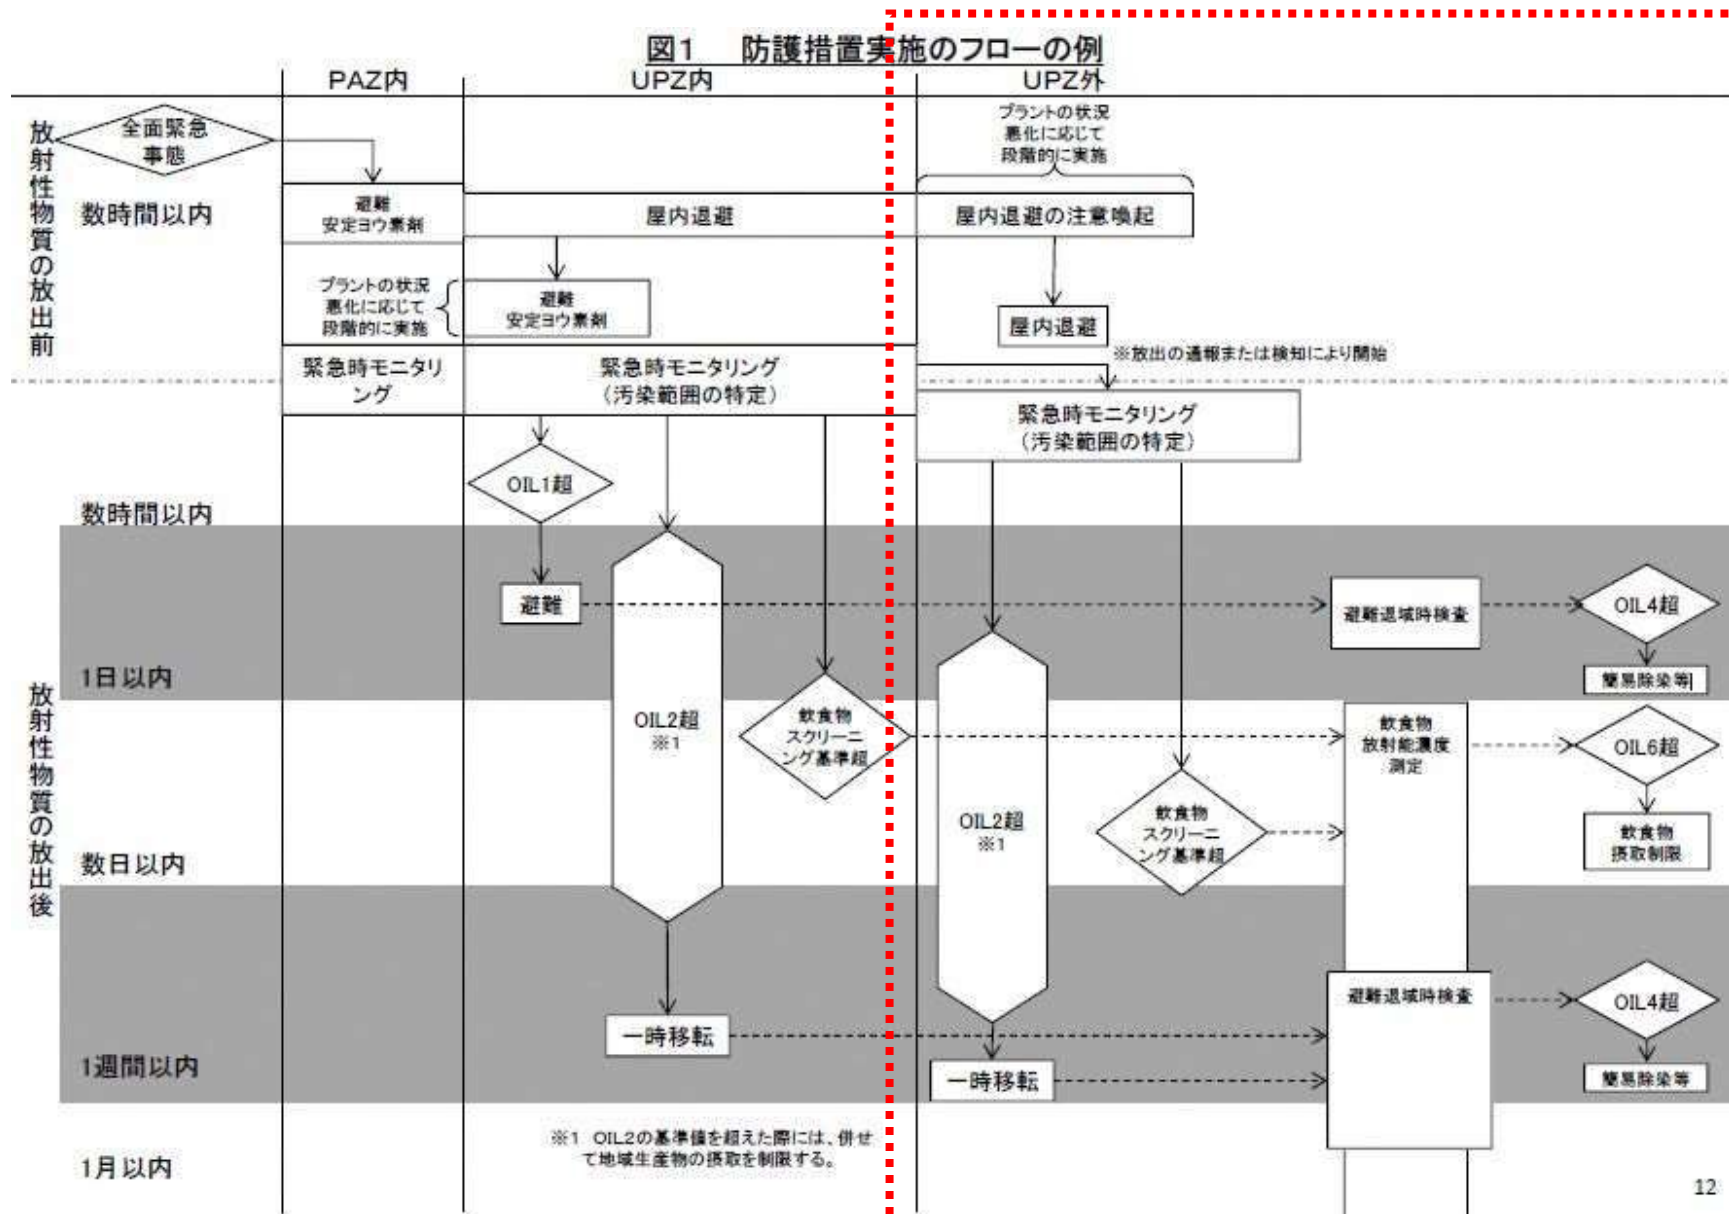 図1　防護措置実施のフローの例
PAZ内
UPZ内
UPZ外
放射性物質の放出前
全面緊急
事態
プラントの状況
悪化に応じて
段階的に実施
数時間以内
避難
安定ヨウ素剤
屋内退避
屋内退避の注意喚起
プラントの状況
悪化に応じて
段階的に実施
避難
安定ヨウ素剤
屋内退避
※放出の通報または検知により開始
緊急時モニタリ
ング
緊急時モニタリング
(汚染範囲の特定)
緊急時モニタリング
(汚染範囲の特定)
放射性物質の放出後
OIL1超
数時間以内
避難
避難退域時検査
OIL4超
簡易除染等
1日以内
OIL2超
※1
飲食物
スクリーニ
ング基準超
飲食物
放射能濃度
測定
OIL6超
OIL2超
※1
飲食物
スクリーニ
ング基準超
飲食物
摂取制限
数日以内
避難退域時検査
OIL4超
一時移転
一時移転
簡易除染等
1週間以内
※1　OIL2の基準値を超えた際には、併せ
て地域生産物の摂取を制限する。
1月以内
12